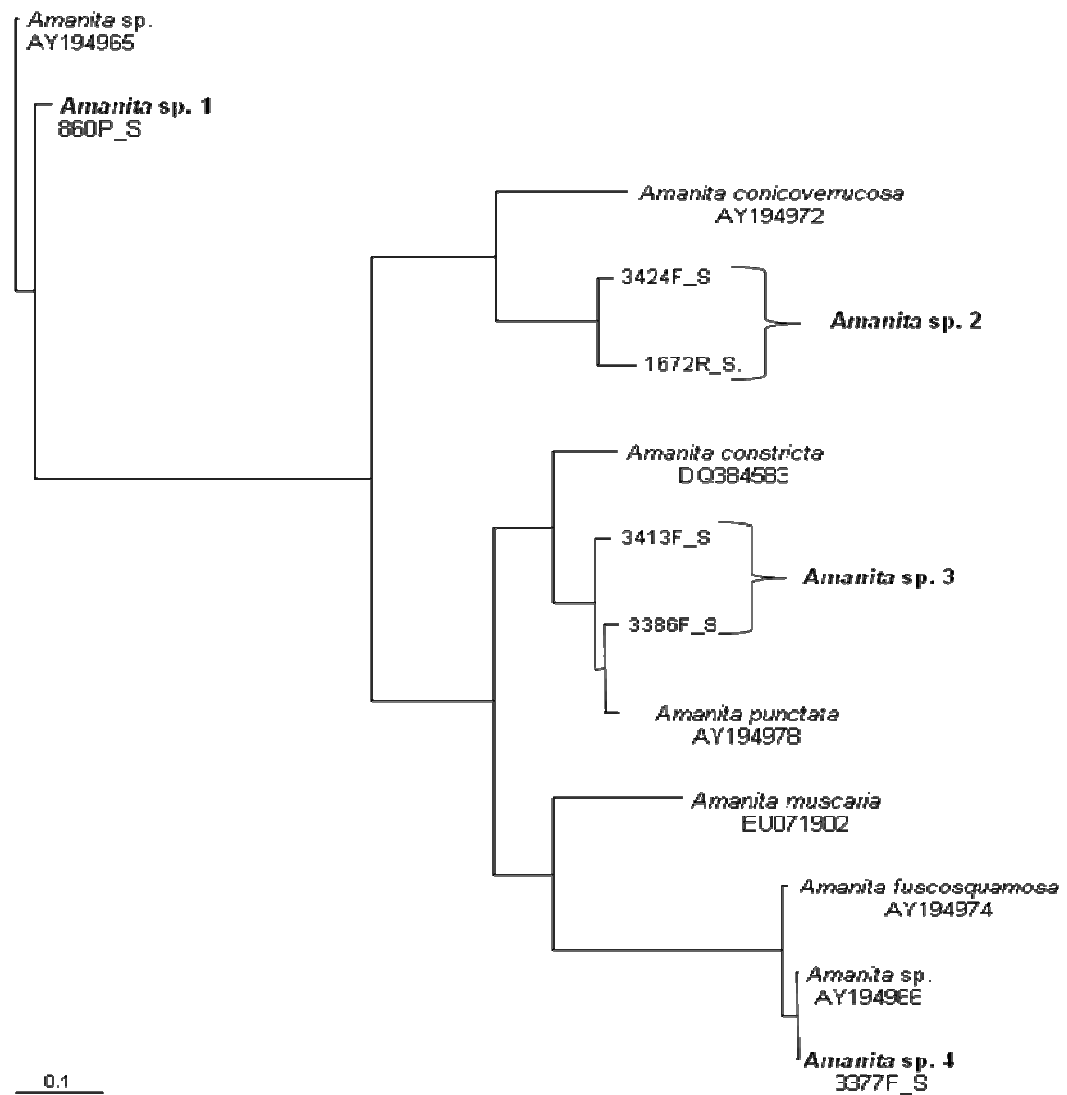 Amanita sp.
AY194965
Amanita sp. 1
860P_S
Amanita conicoverrucosa
AY194972
3424F_S
Amanita sp. 2
1672R_S.
Amanita constricta
DQ384583
3413F_S
Amanita sp. 3
3386F_S
Amanita punctata
AY194978
Amanita muscaria
EU071902
Amanita fuscosquamosa
AY194974
Amanita sp.
AY194966
Amanita sp. 4
3377F_S
0.1